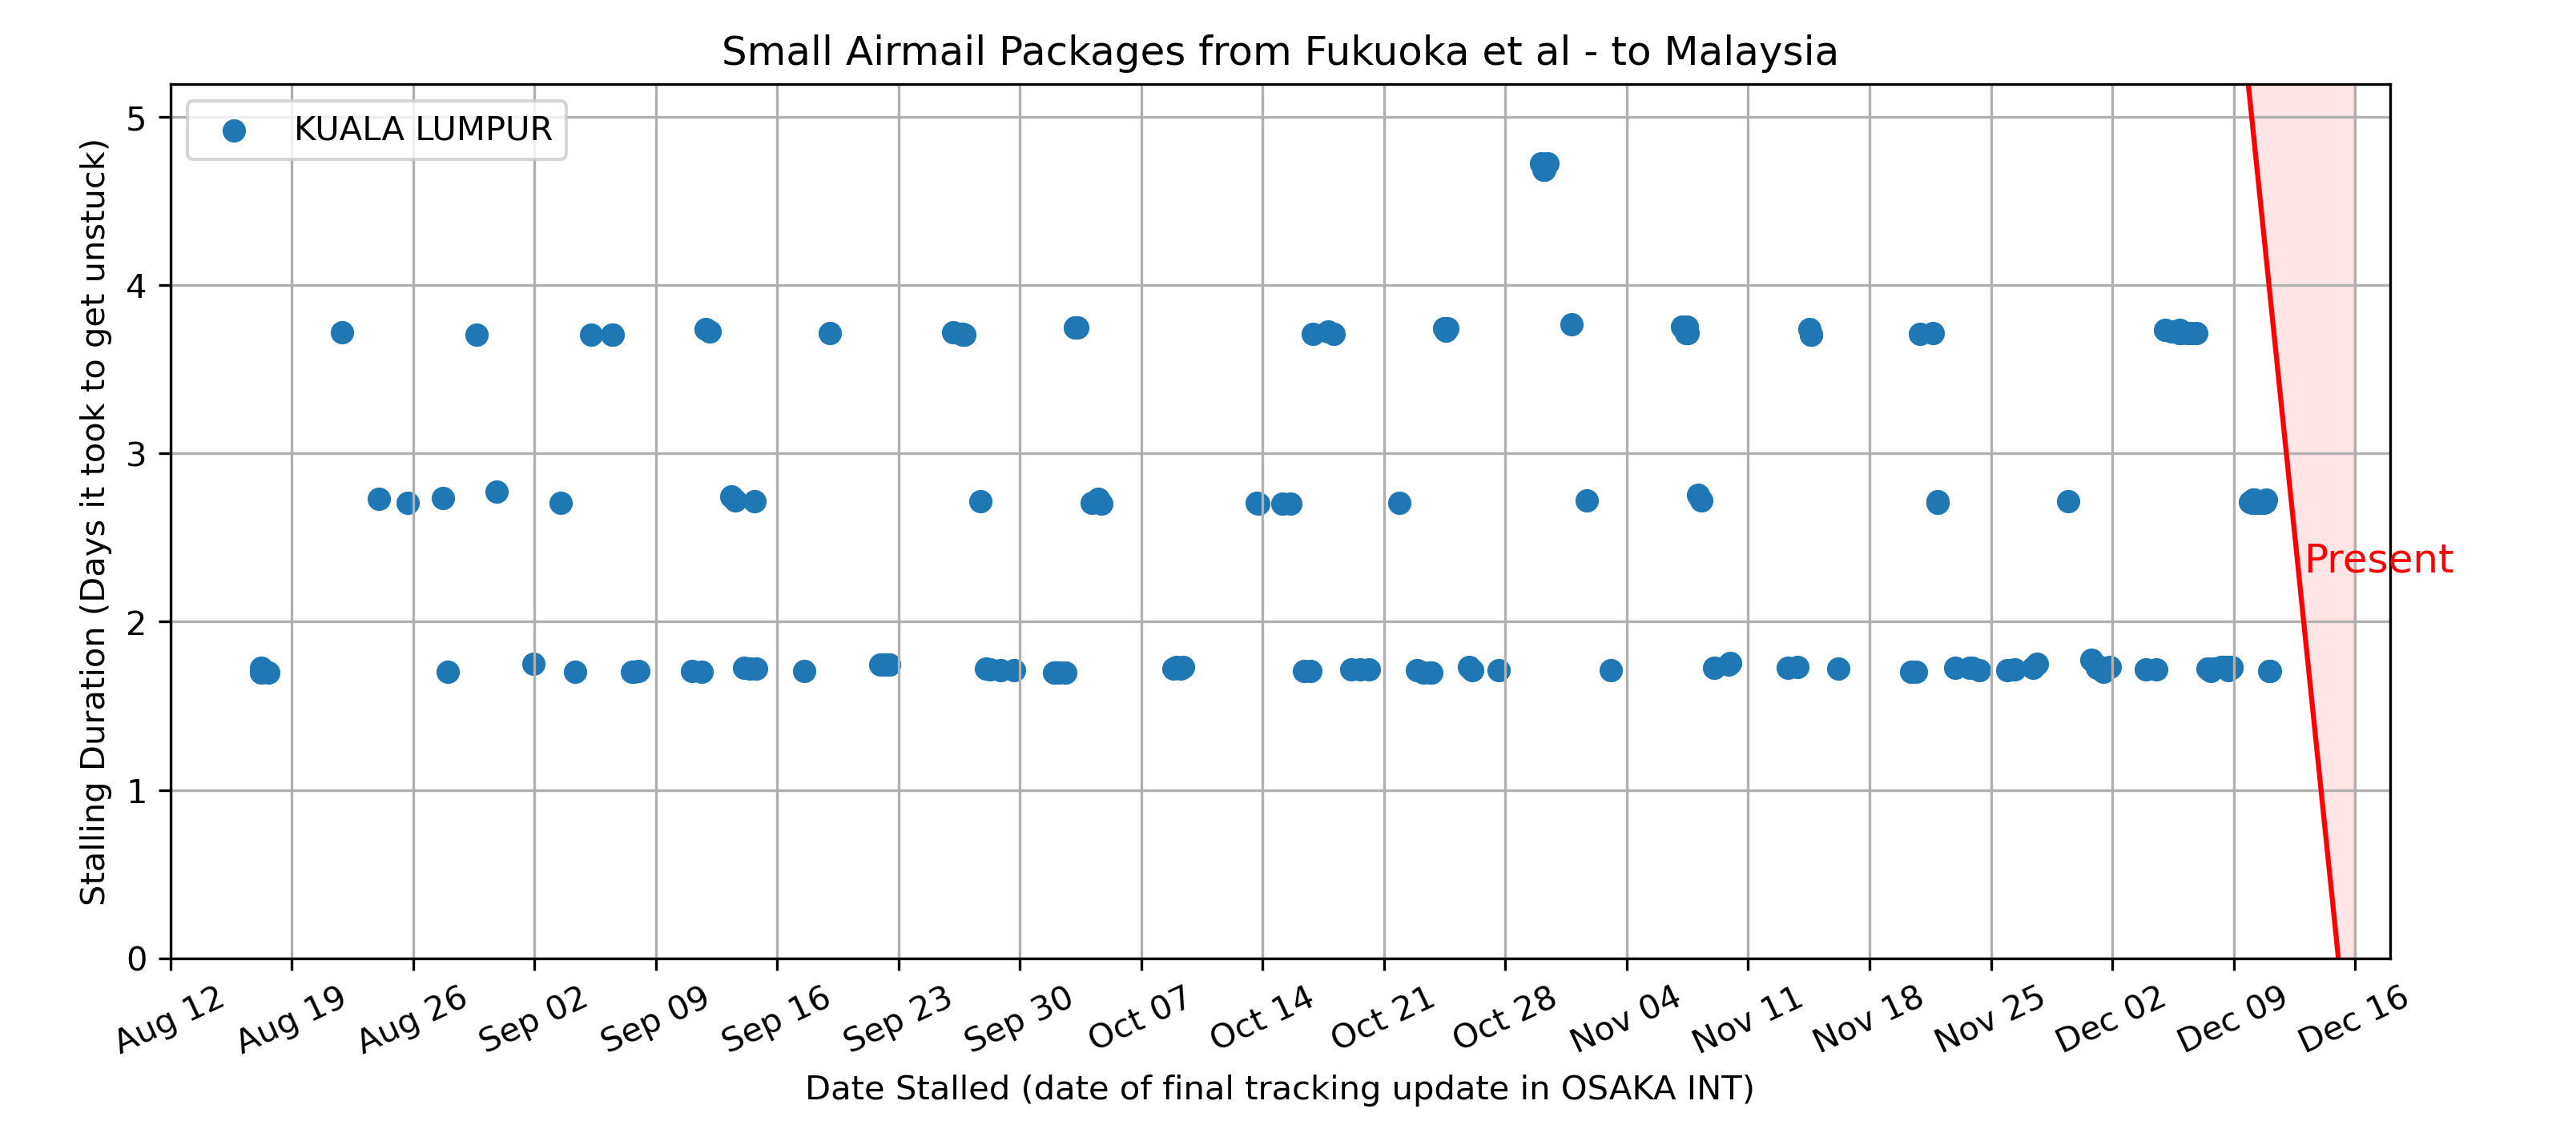 Small Airmail Packages from Fukuoka et al - to Malaysia
KUALA LUMPUR
Stalling Duration (Days it took to get unstuck)
5
4
3
2
1
0
Present
Aug 12
Aug 19
Aug 26
Sep 02
Sep 09
Sep 16
Sep 23
Sep 30
Oct 07
Oct 14
Oct 21
Oct 28
Nov 04
Nov 11
Nov 18
Nov 25
Dec 02
Dec 09
Dec 16
Date Stalled (date of final tracking update in OSAKA INT)